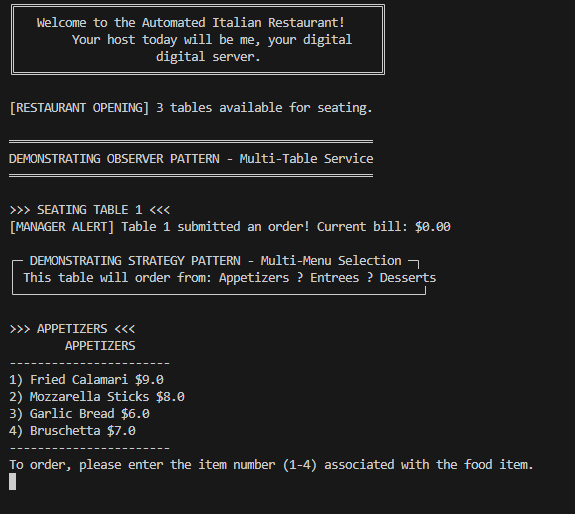 Welcome to the Automated Italian Restaurant!
Your host today will be me, your digital
digital server.
[RESTAURANT OPENING] 3 tables available for seating.
DEMONSTRATING OBSERVER PATTERN - Multi-Table Service
>>> SEATING TABLE 1 <<<
[MANAGER ALERT] Table 1 submitted an order! Current bill: $0.00
DEMONSTRATING STRATEGY PATTERN - Multi-Menu Selection
This table will order from: Appetizers ? Entrees ? Desserts
>>> APPETIZERS <<<
APPETIZERS
-----------------------
1) Fried Calamari $9.0
2) Mozzarella Sticks $8.0
3) Garlic Bread $6.0
4) Bruschetta $7.0
-----------------------
To order, please enter the item number (1-4) associated with the food item.